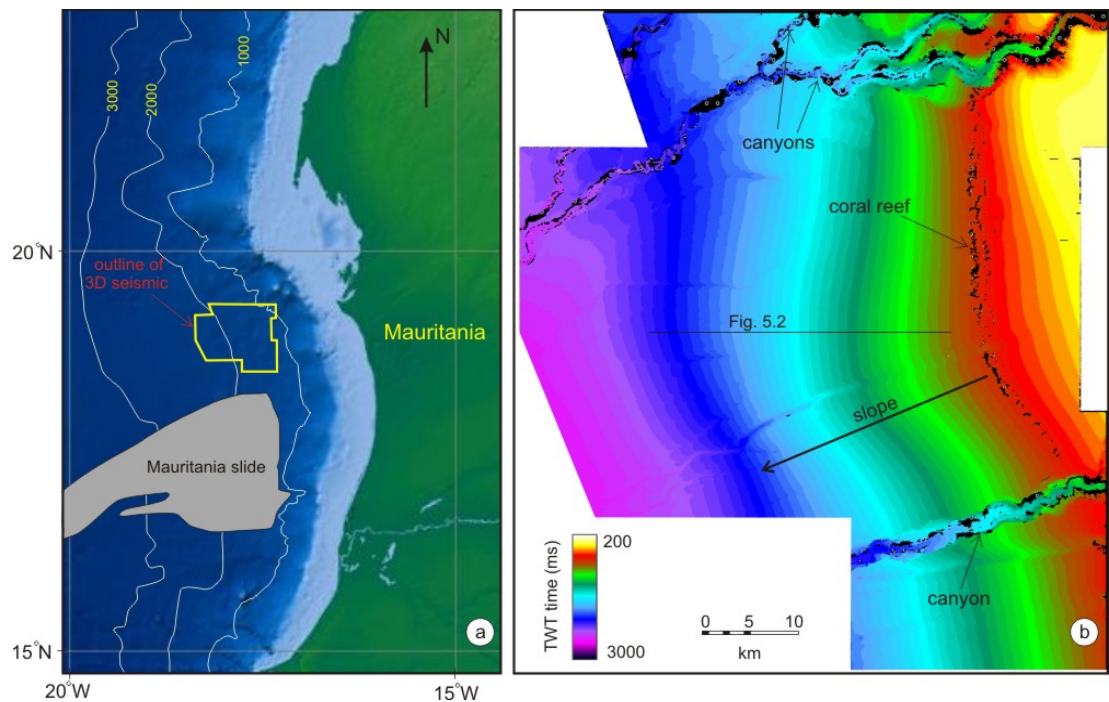 3000
2000
1000
N
20°N
outline of
3D seismic
Mauritania
Mauritania slide
15°N
20°W
15°W
a
canyons
coral reef
Fig. 5.2
slope
TWT time (ms)
200
3000
0
10
km
canyon
b